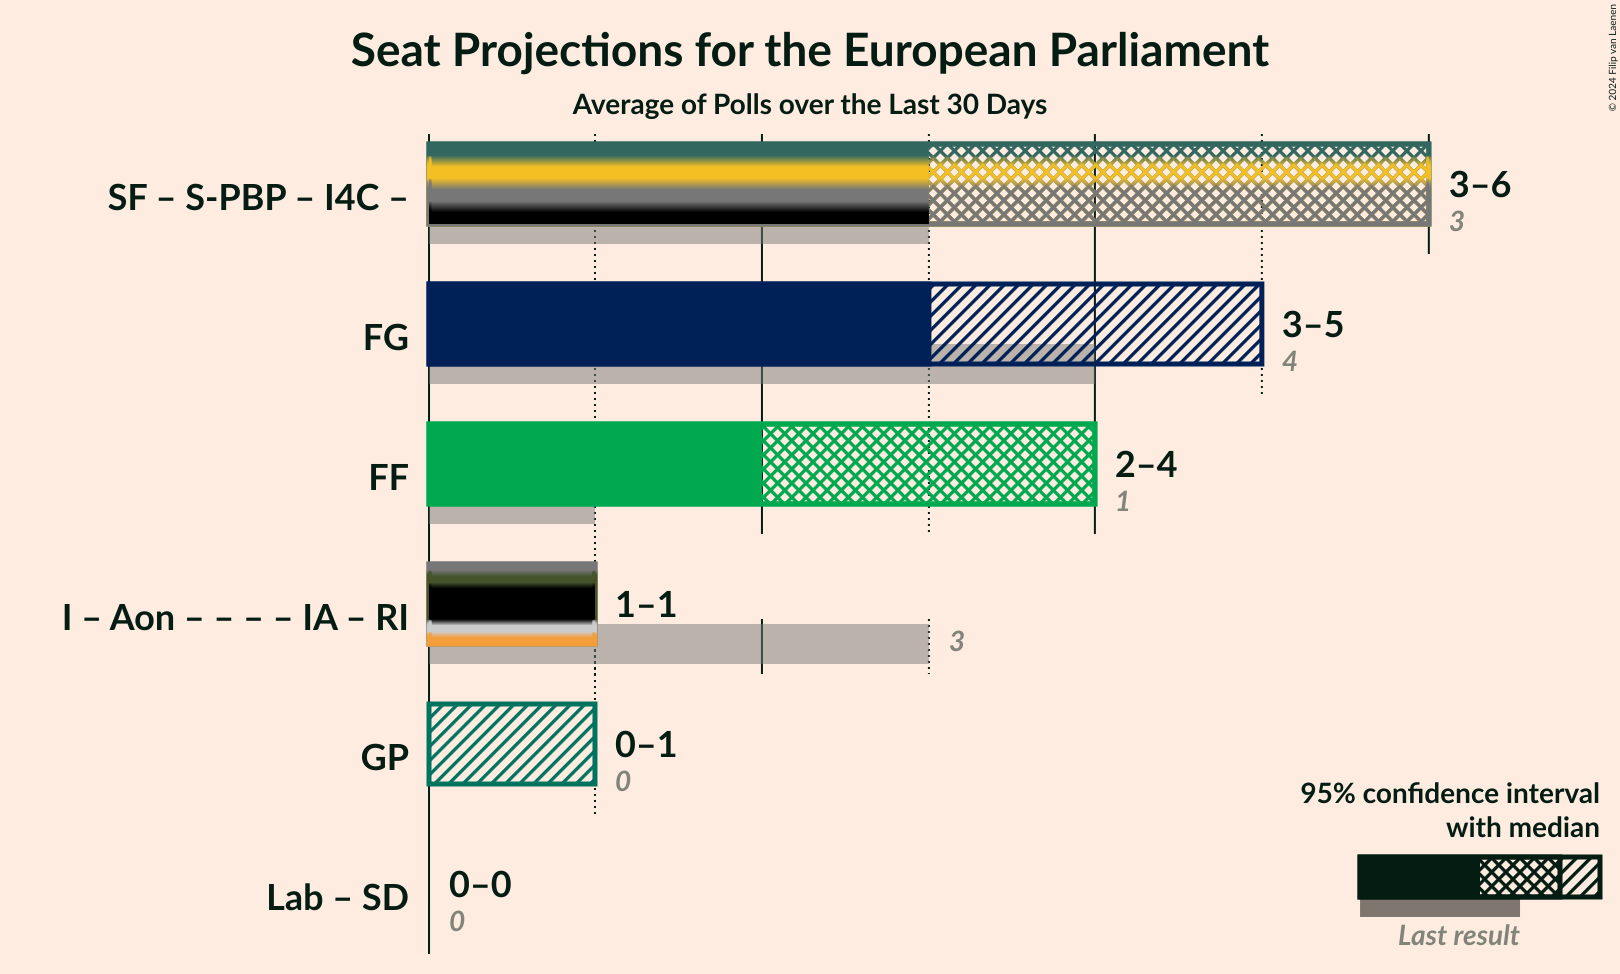 Seat Projections for the European Parliament
Average of Polls over the Last 30 Days
© 2024 Filip van Laenen
SF – S-PBP – I4C –
3–6
3
FG
3–5
4
FF
2–4
1
I – Aon – – – – IA – RI
1–1
3
GP
0–1
0
Lab – SD
0–0
0
95% confidence interval
with median
Last result